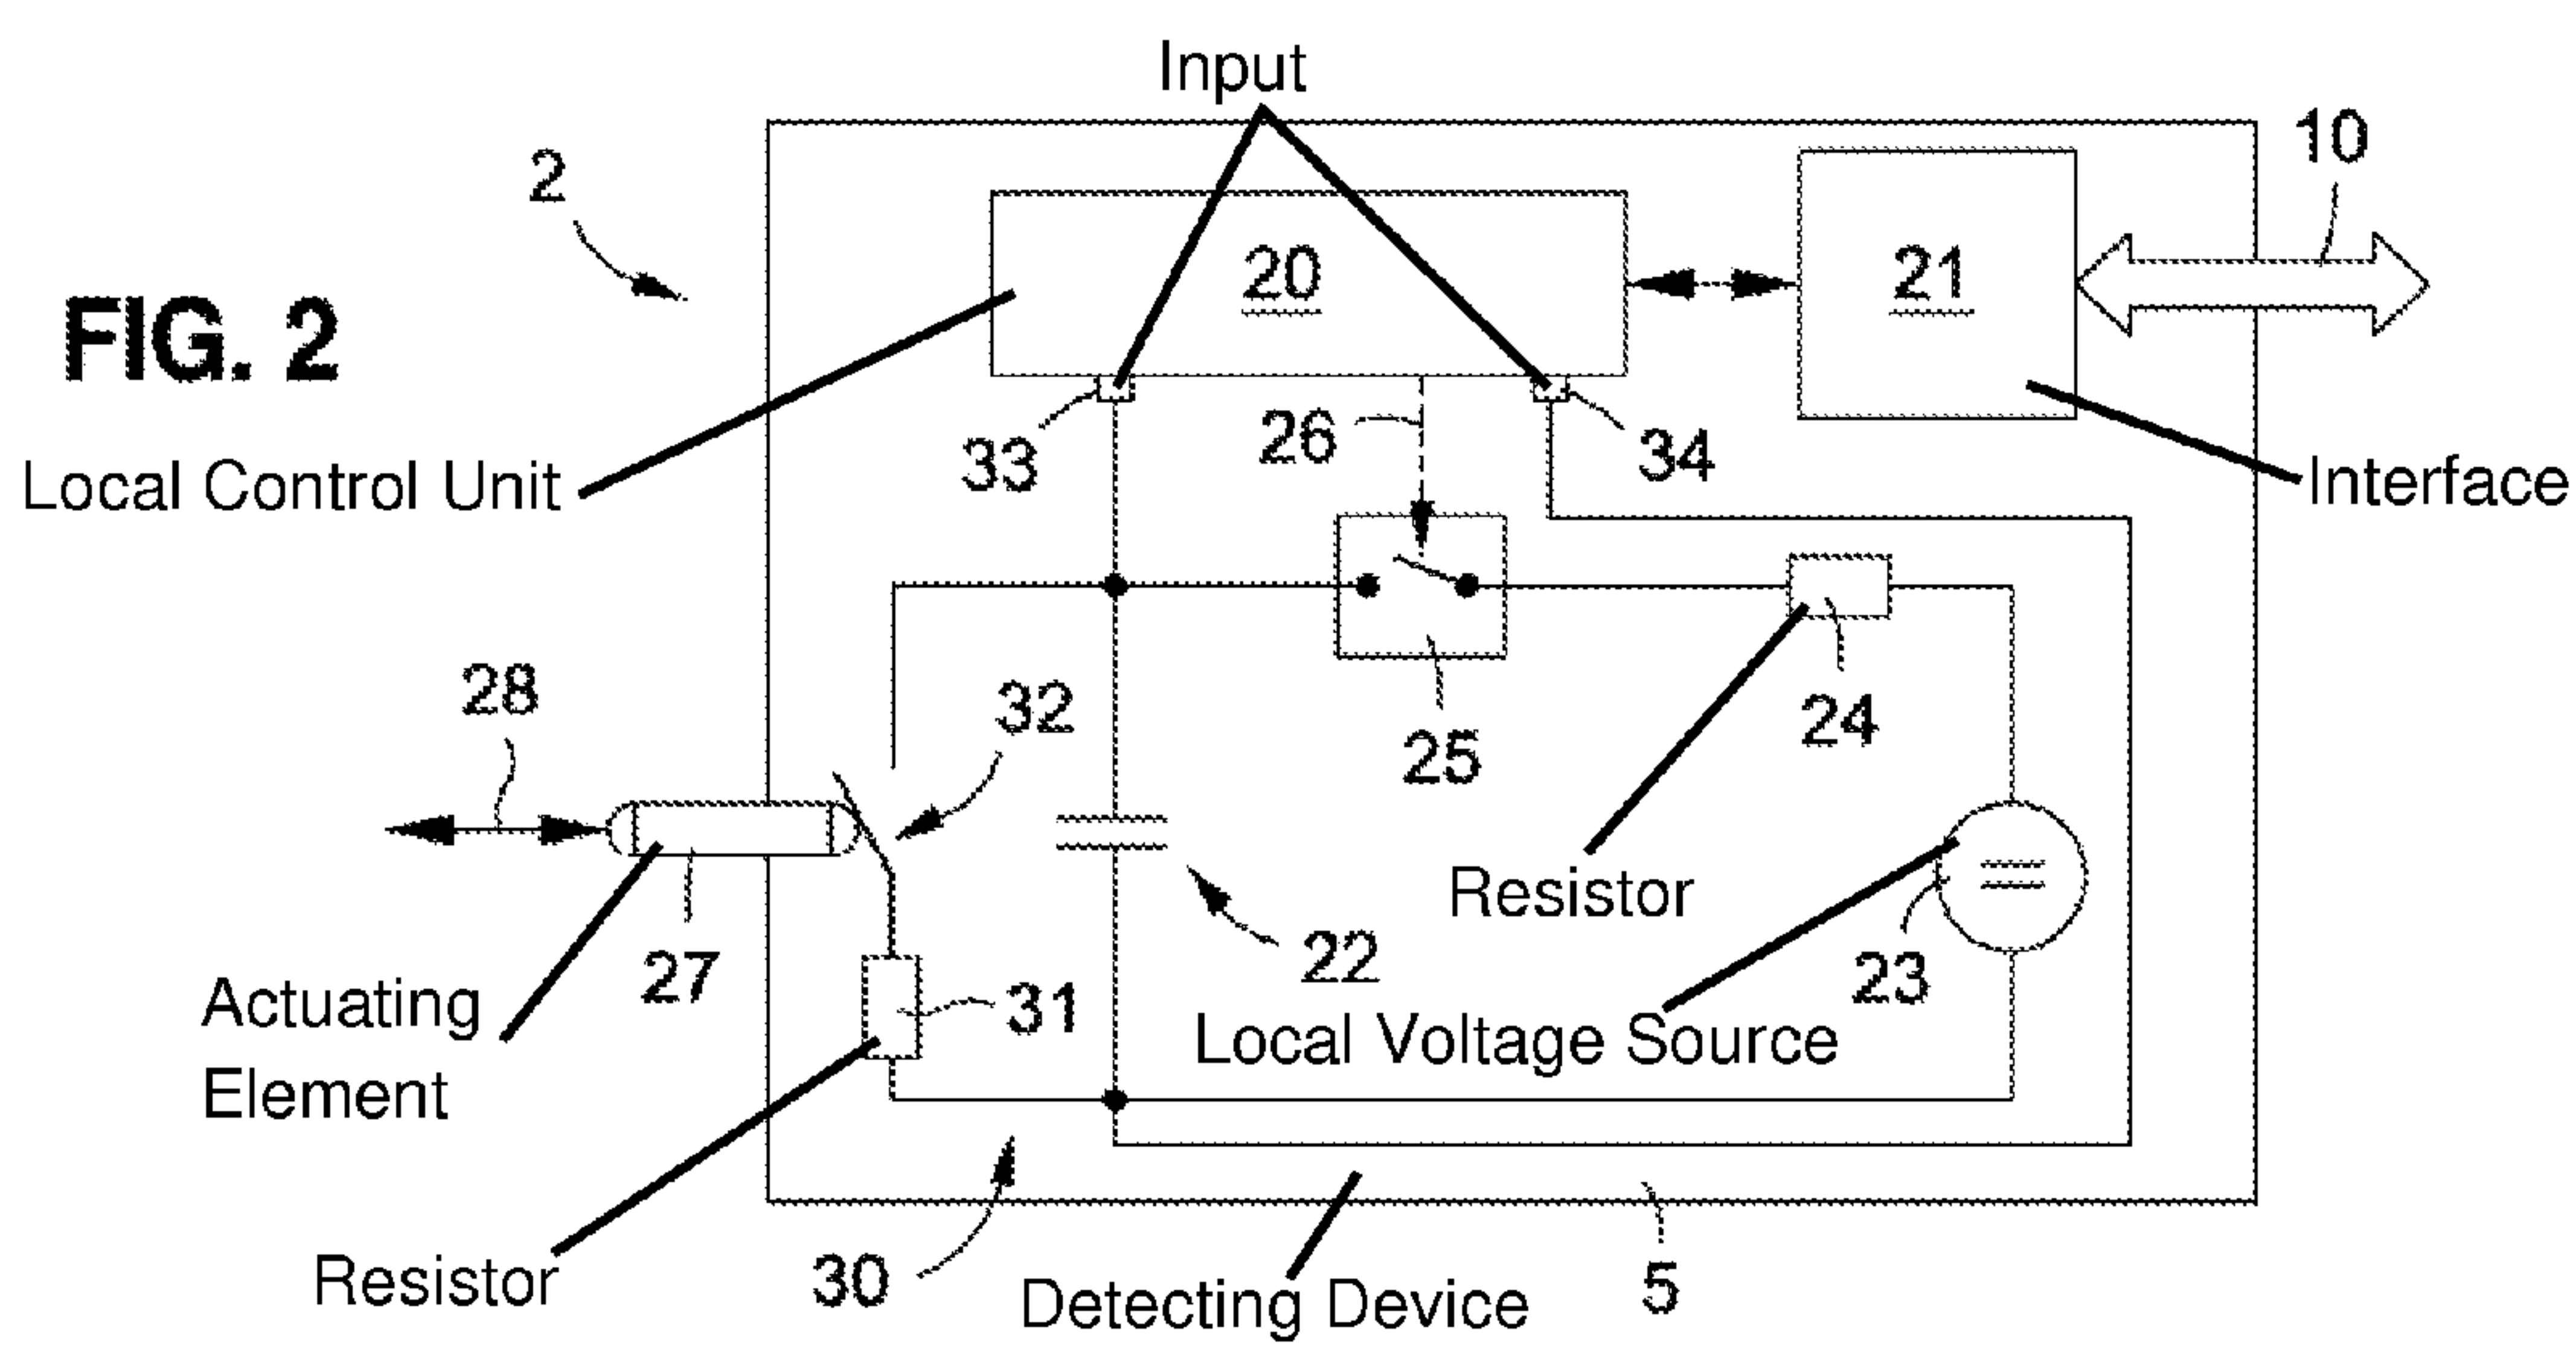 Input
10
2
20
21
FIG. 2
33
26
34
Local Control Unit
Interface
28
32
25
24
Resistor
22
27
23
Actuating
Element
31
Local Voltage Source
Resistor
30
Detecting Device
5